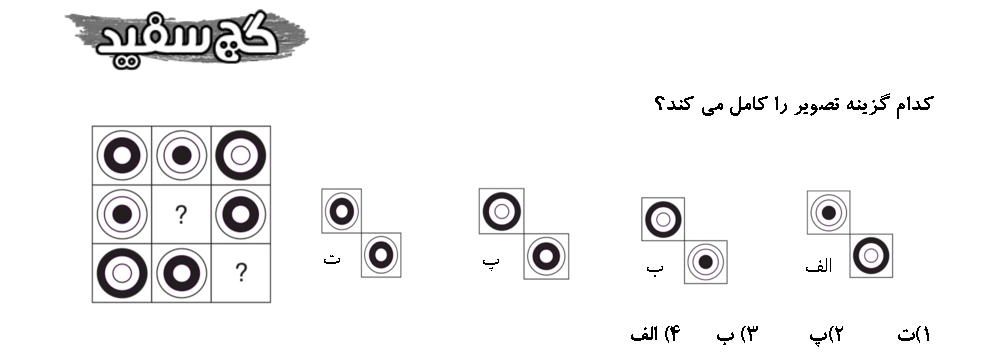 گچ سفید
کدام گزینه تصویر را کامل می کند؟
?
?
الف
ب
پ
ت
۱)ت ۲)پ ۳) ب ۴) الف